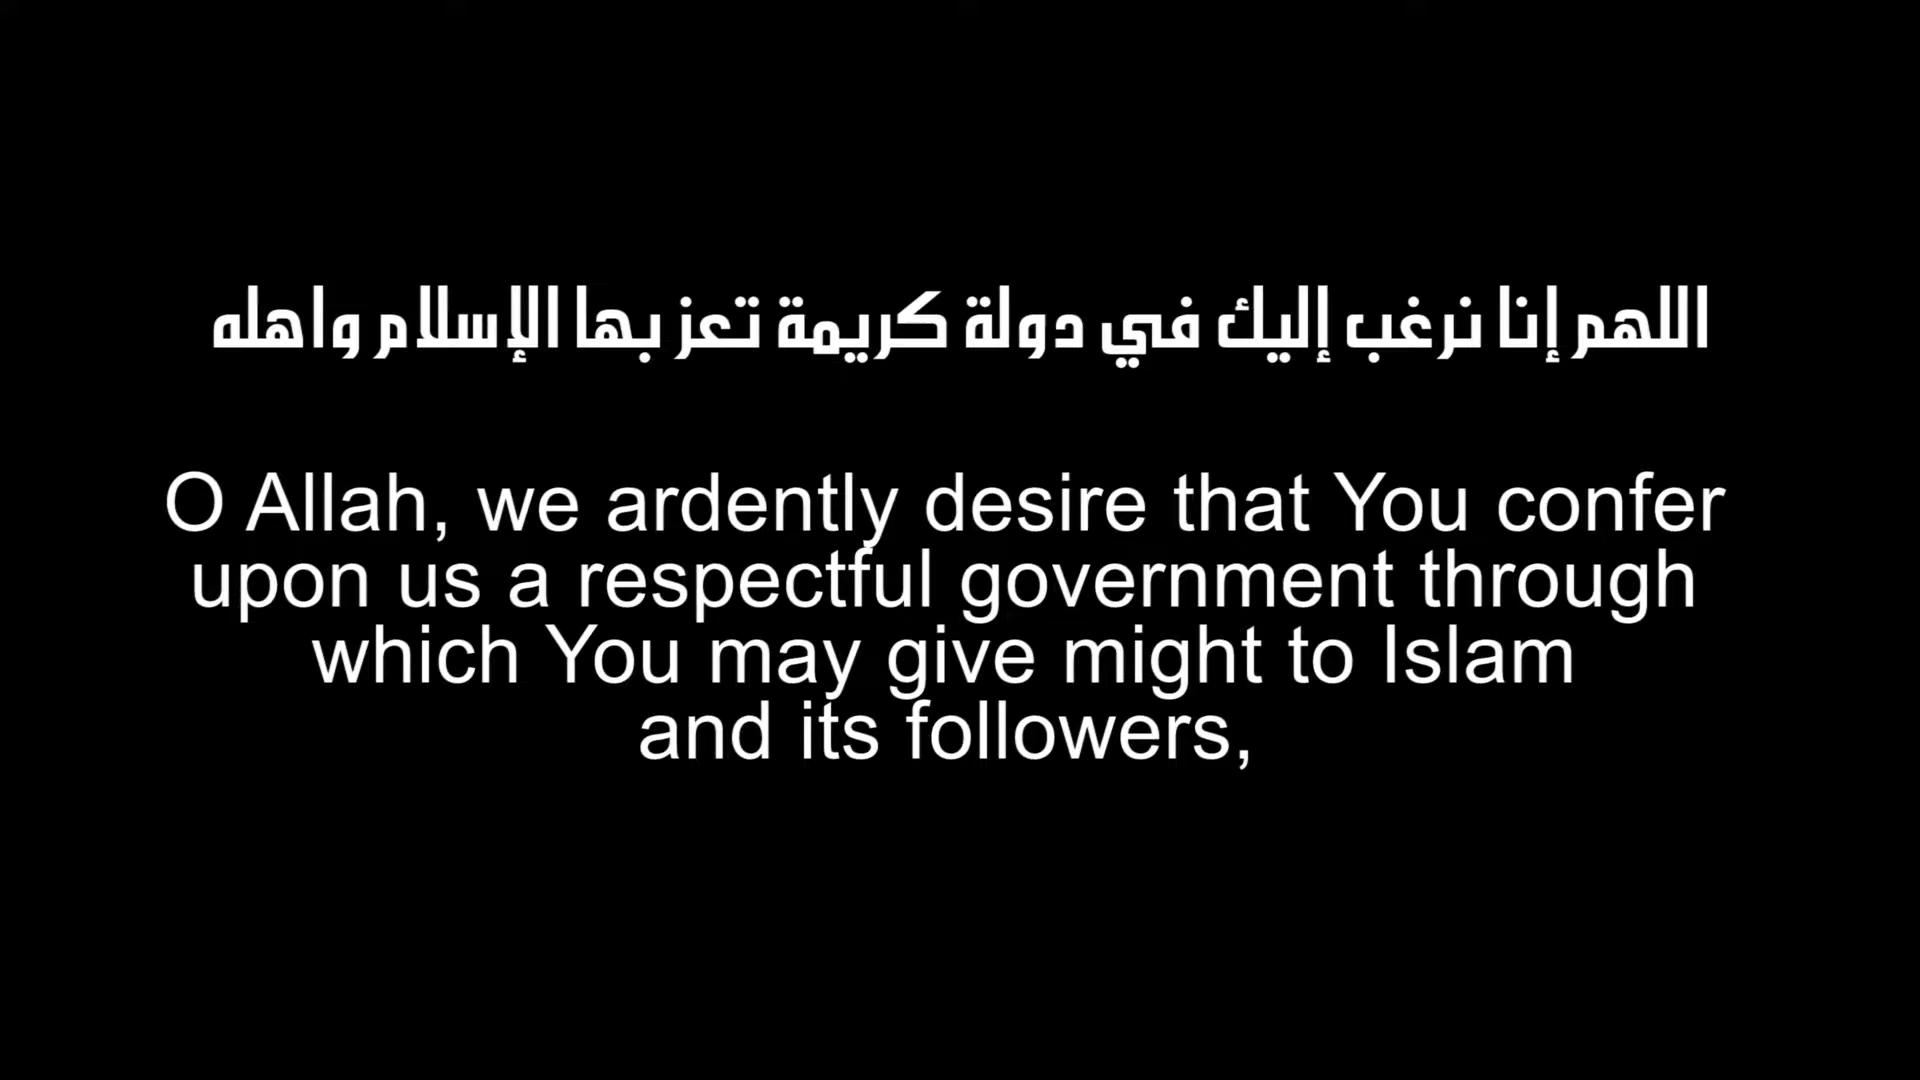 اللهم إنا نرغب إليك في دولة كريمة تعز بها الإسلام واهله
O Allah, we ardently desire that You confer
upon us a respectful government through
which You may give might to Islam
and its followers,